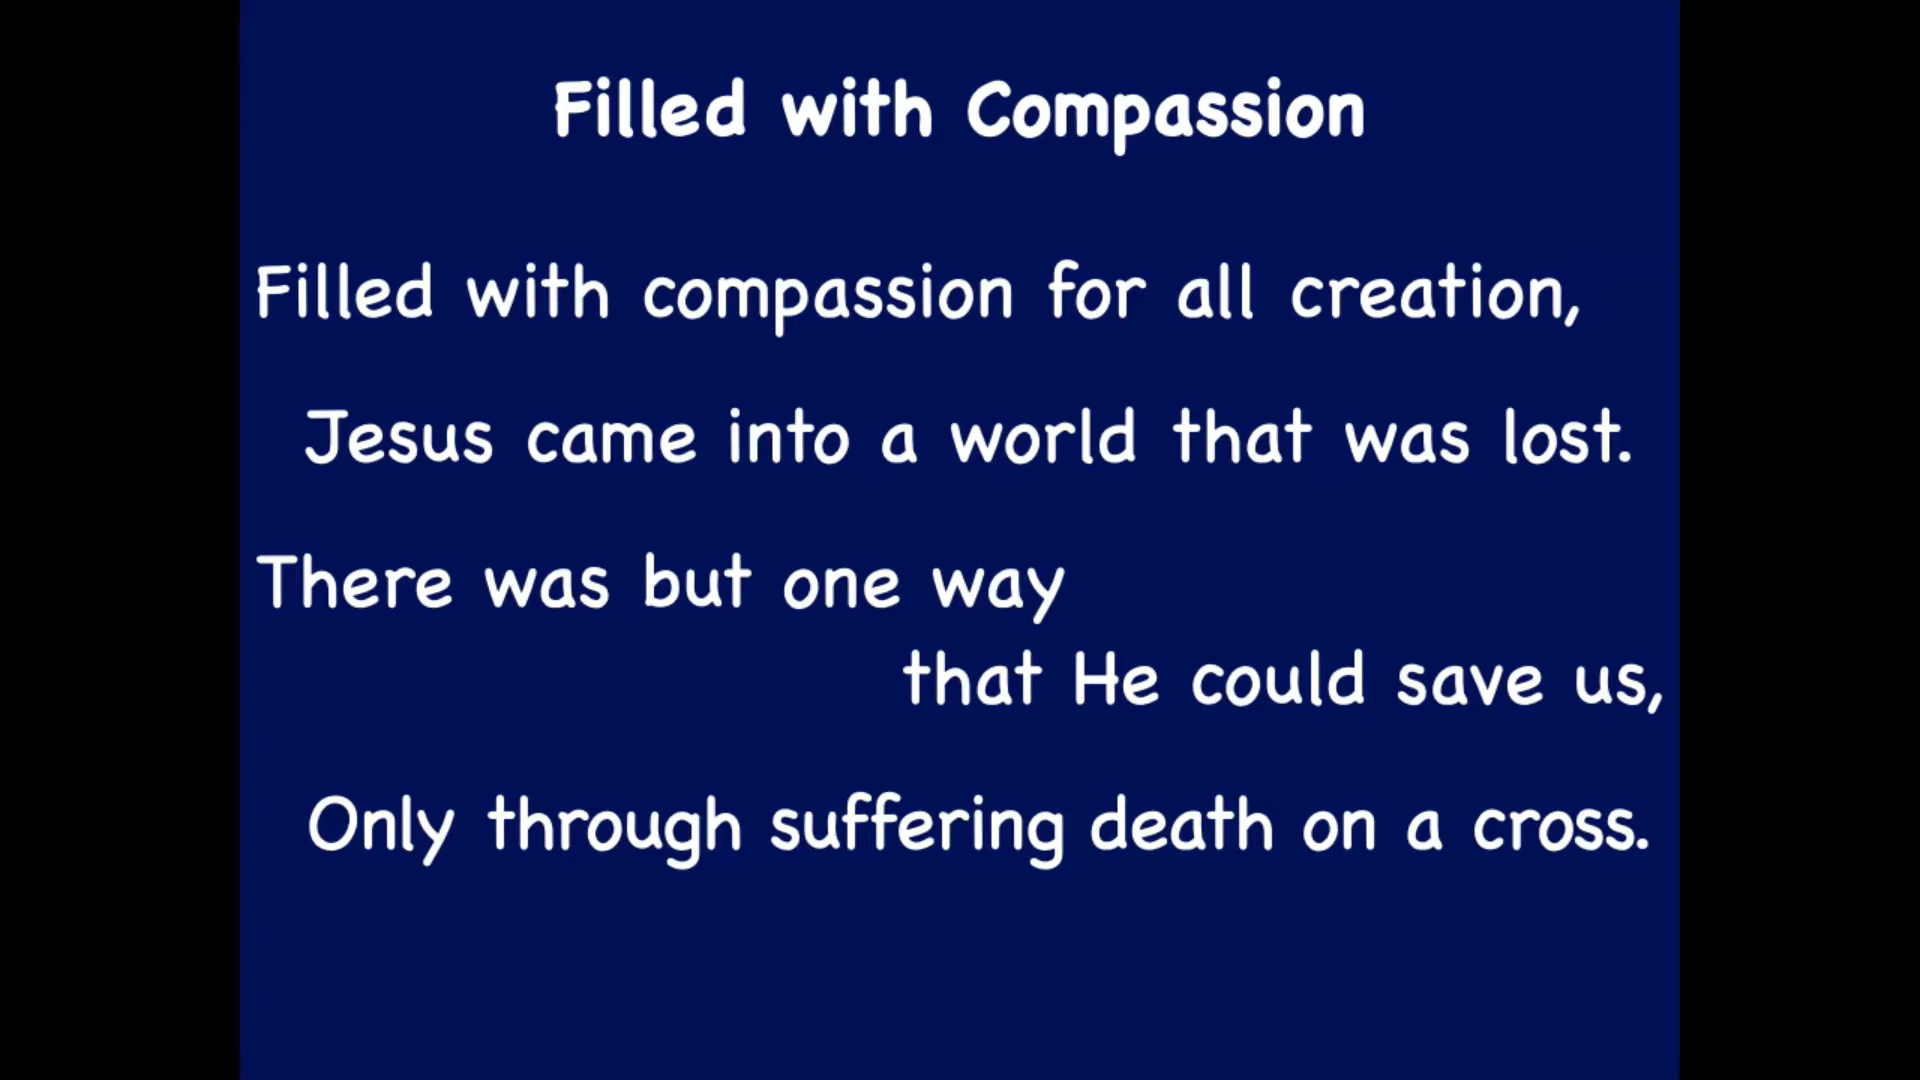 Filled with Compassion
Filled with compassion for all creation,
Jesus came into a world that was lost.
There was but one way
that He could save us,
Only through suffering death on a cross.